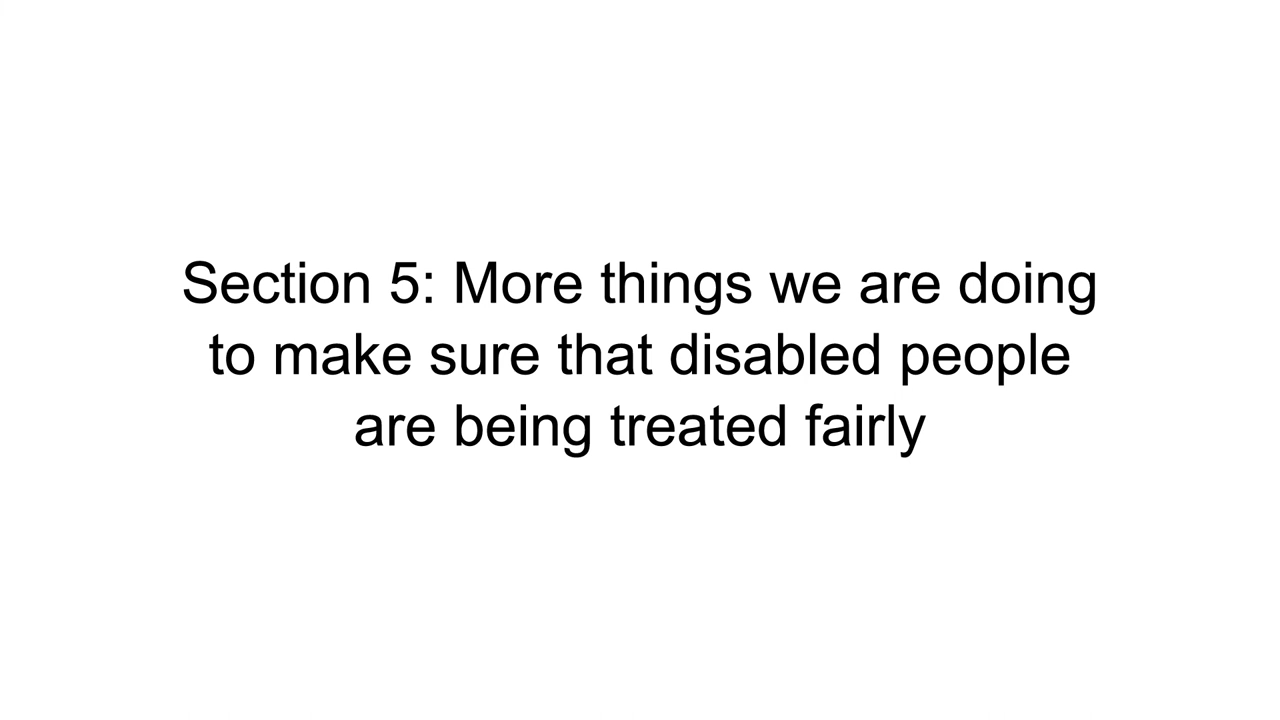 Section 5: More things we are doing
to make sure that disabled people
are being treated fairly